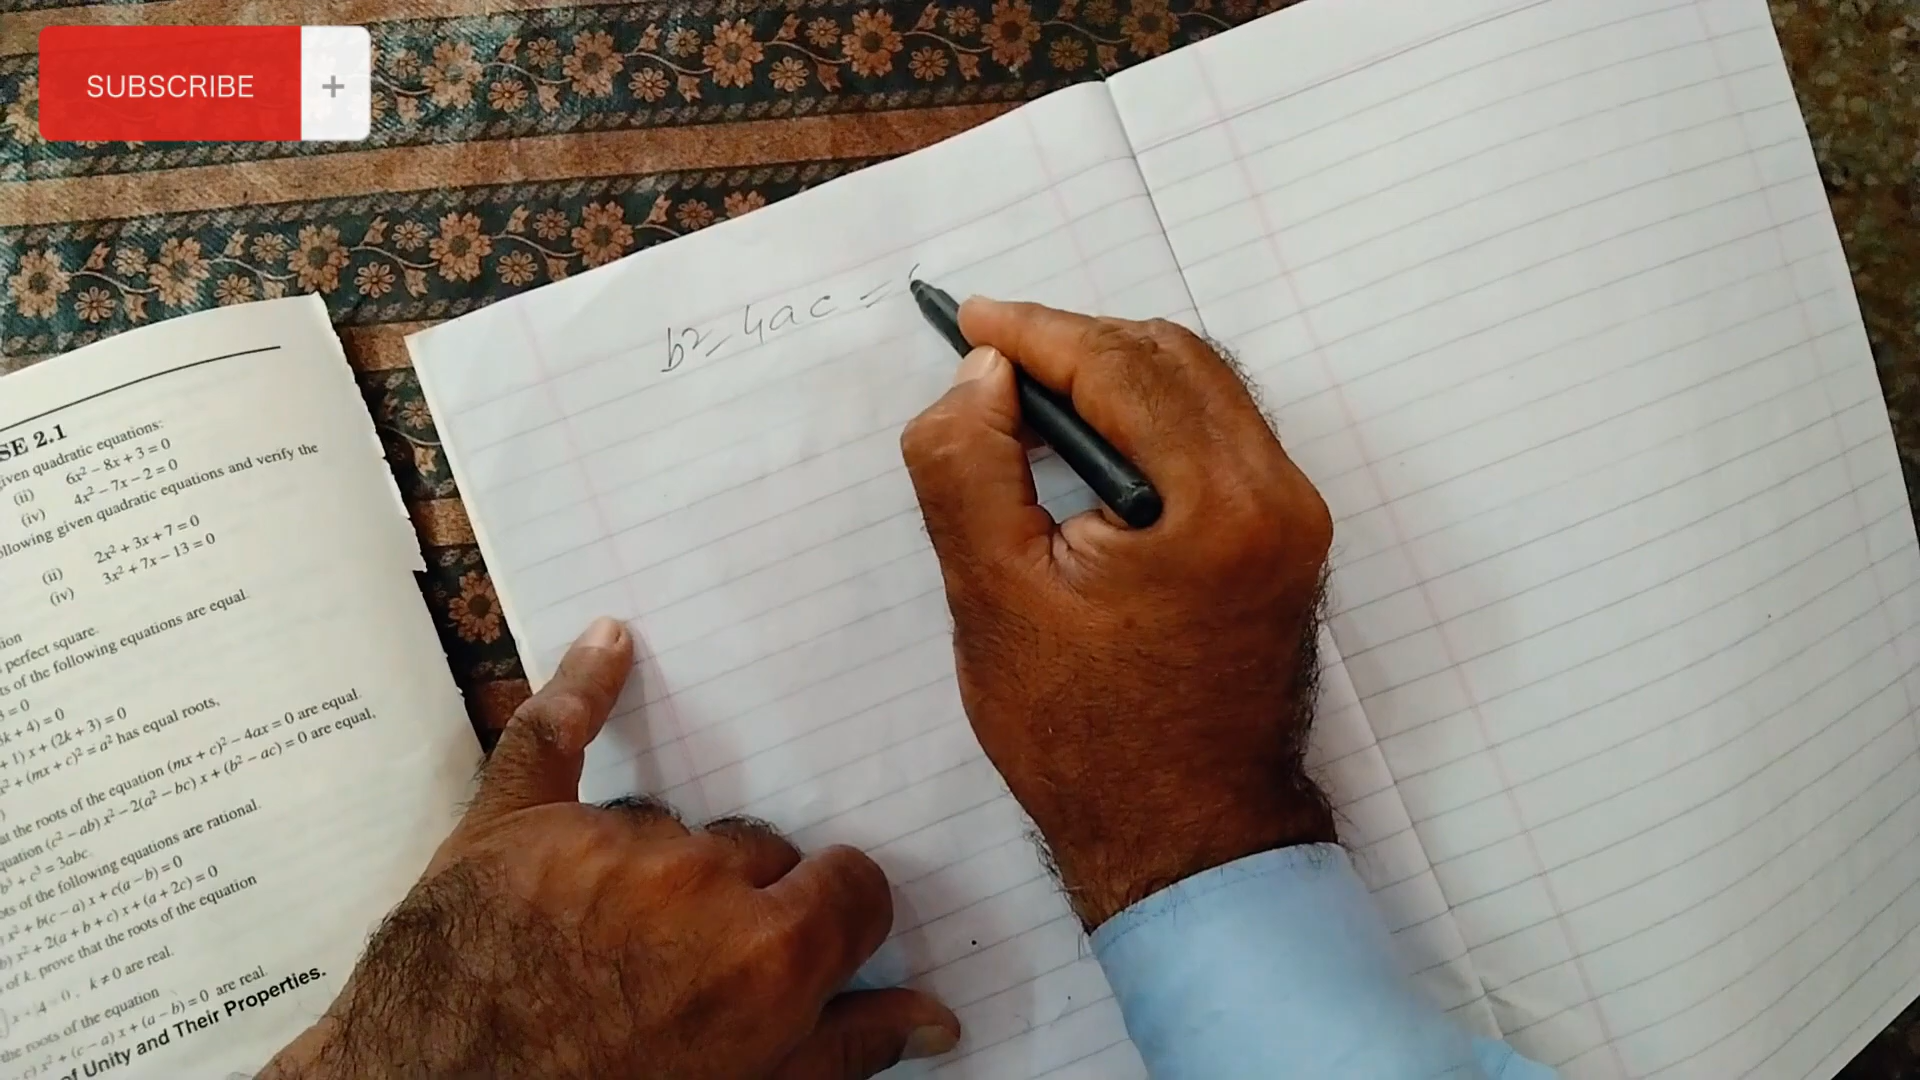 SUBSCRIBE +
b² - 4ac =
SE 2.1
given quadratic equations:
(ii) 6x² – 8x + 3 = 0
(iv) 4x² – 7x – 2 = 0
following given quadratic equations and verify the
(ii) 2x² + 3x + 7 = 0
(iv) 3x² + 7x – 13 = 0
perfect square.
of the following equations are equal.
3 = 0
k + 4) = 0
+ 1) x + (2k + 3) = 0
x² + (mx + c)² = a² has equal roots,
at the roots of the equation (mx + c)² – 4ax = 0 are equal.
quation (c² – ab) x² – 2(a² – bc) x + (b² – ac) = 0 are equal,
b³ + c³ = 3abc.
ots of the following equations are rational.
x² + b(c – a) x + c(a – b) = 0
x² + 2(a + b + c) x + (a + 2c) = 0
of k, prove that the roots of the equation
k ≠ 0 are real.
the roots of the equation
c) x² + (c – a) x + (a – b) = 0 are real.
of Unity and Their Properties.